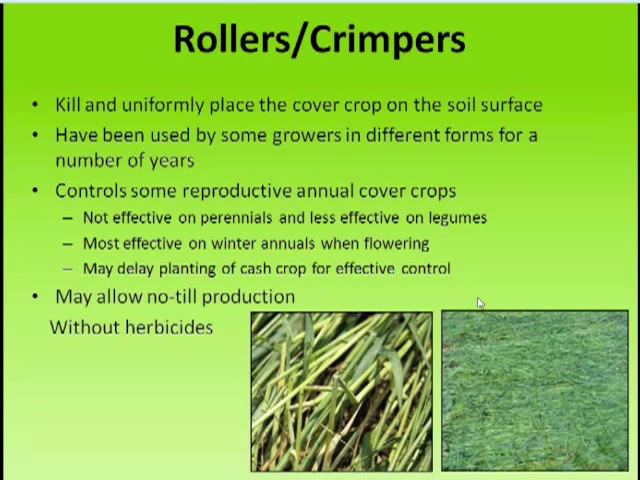 Rollers/Crimpers
• Kill and uniformly place the cover crop on the soil surface
• Have been used by some growers in different forms for a
number of years
• Controls some reproductive annual cover crops
– Not effective on perennials and less effective on legumes
– Most effective on winter annuals when flowering
– May delay planting of cash crop for effective control
• May allow no-till production
Without herbicides